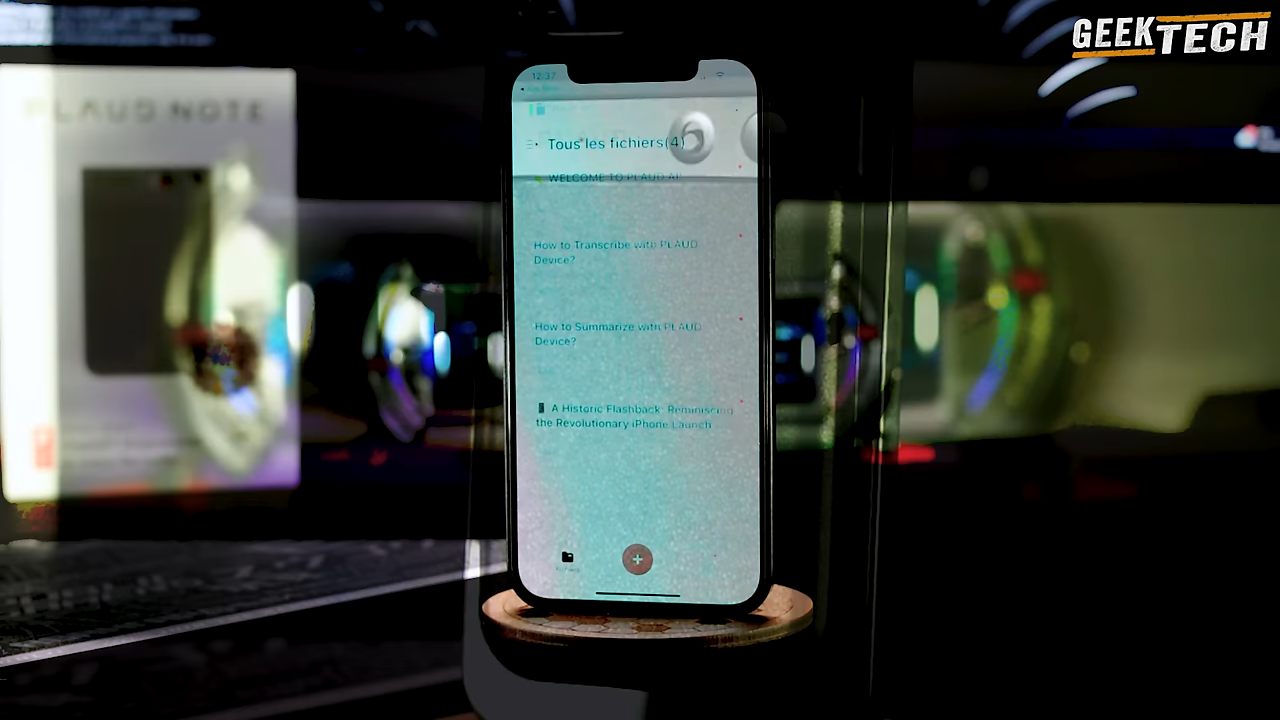 GEEKTECH
PLAUD NOTE
12:37
Tous les fichiers(4)
WELCOME TO PLAUD AI
How to Transcribe with PLAUD
Device?
How to Summarize with PLAUD
Device?
A Historic Flashback: Reminiscing
the Revolutionary iPhone Launch